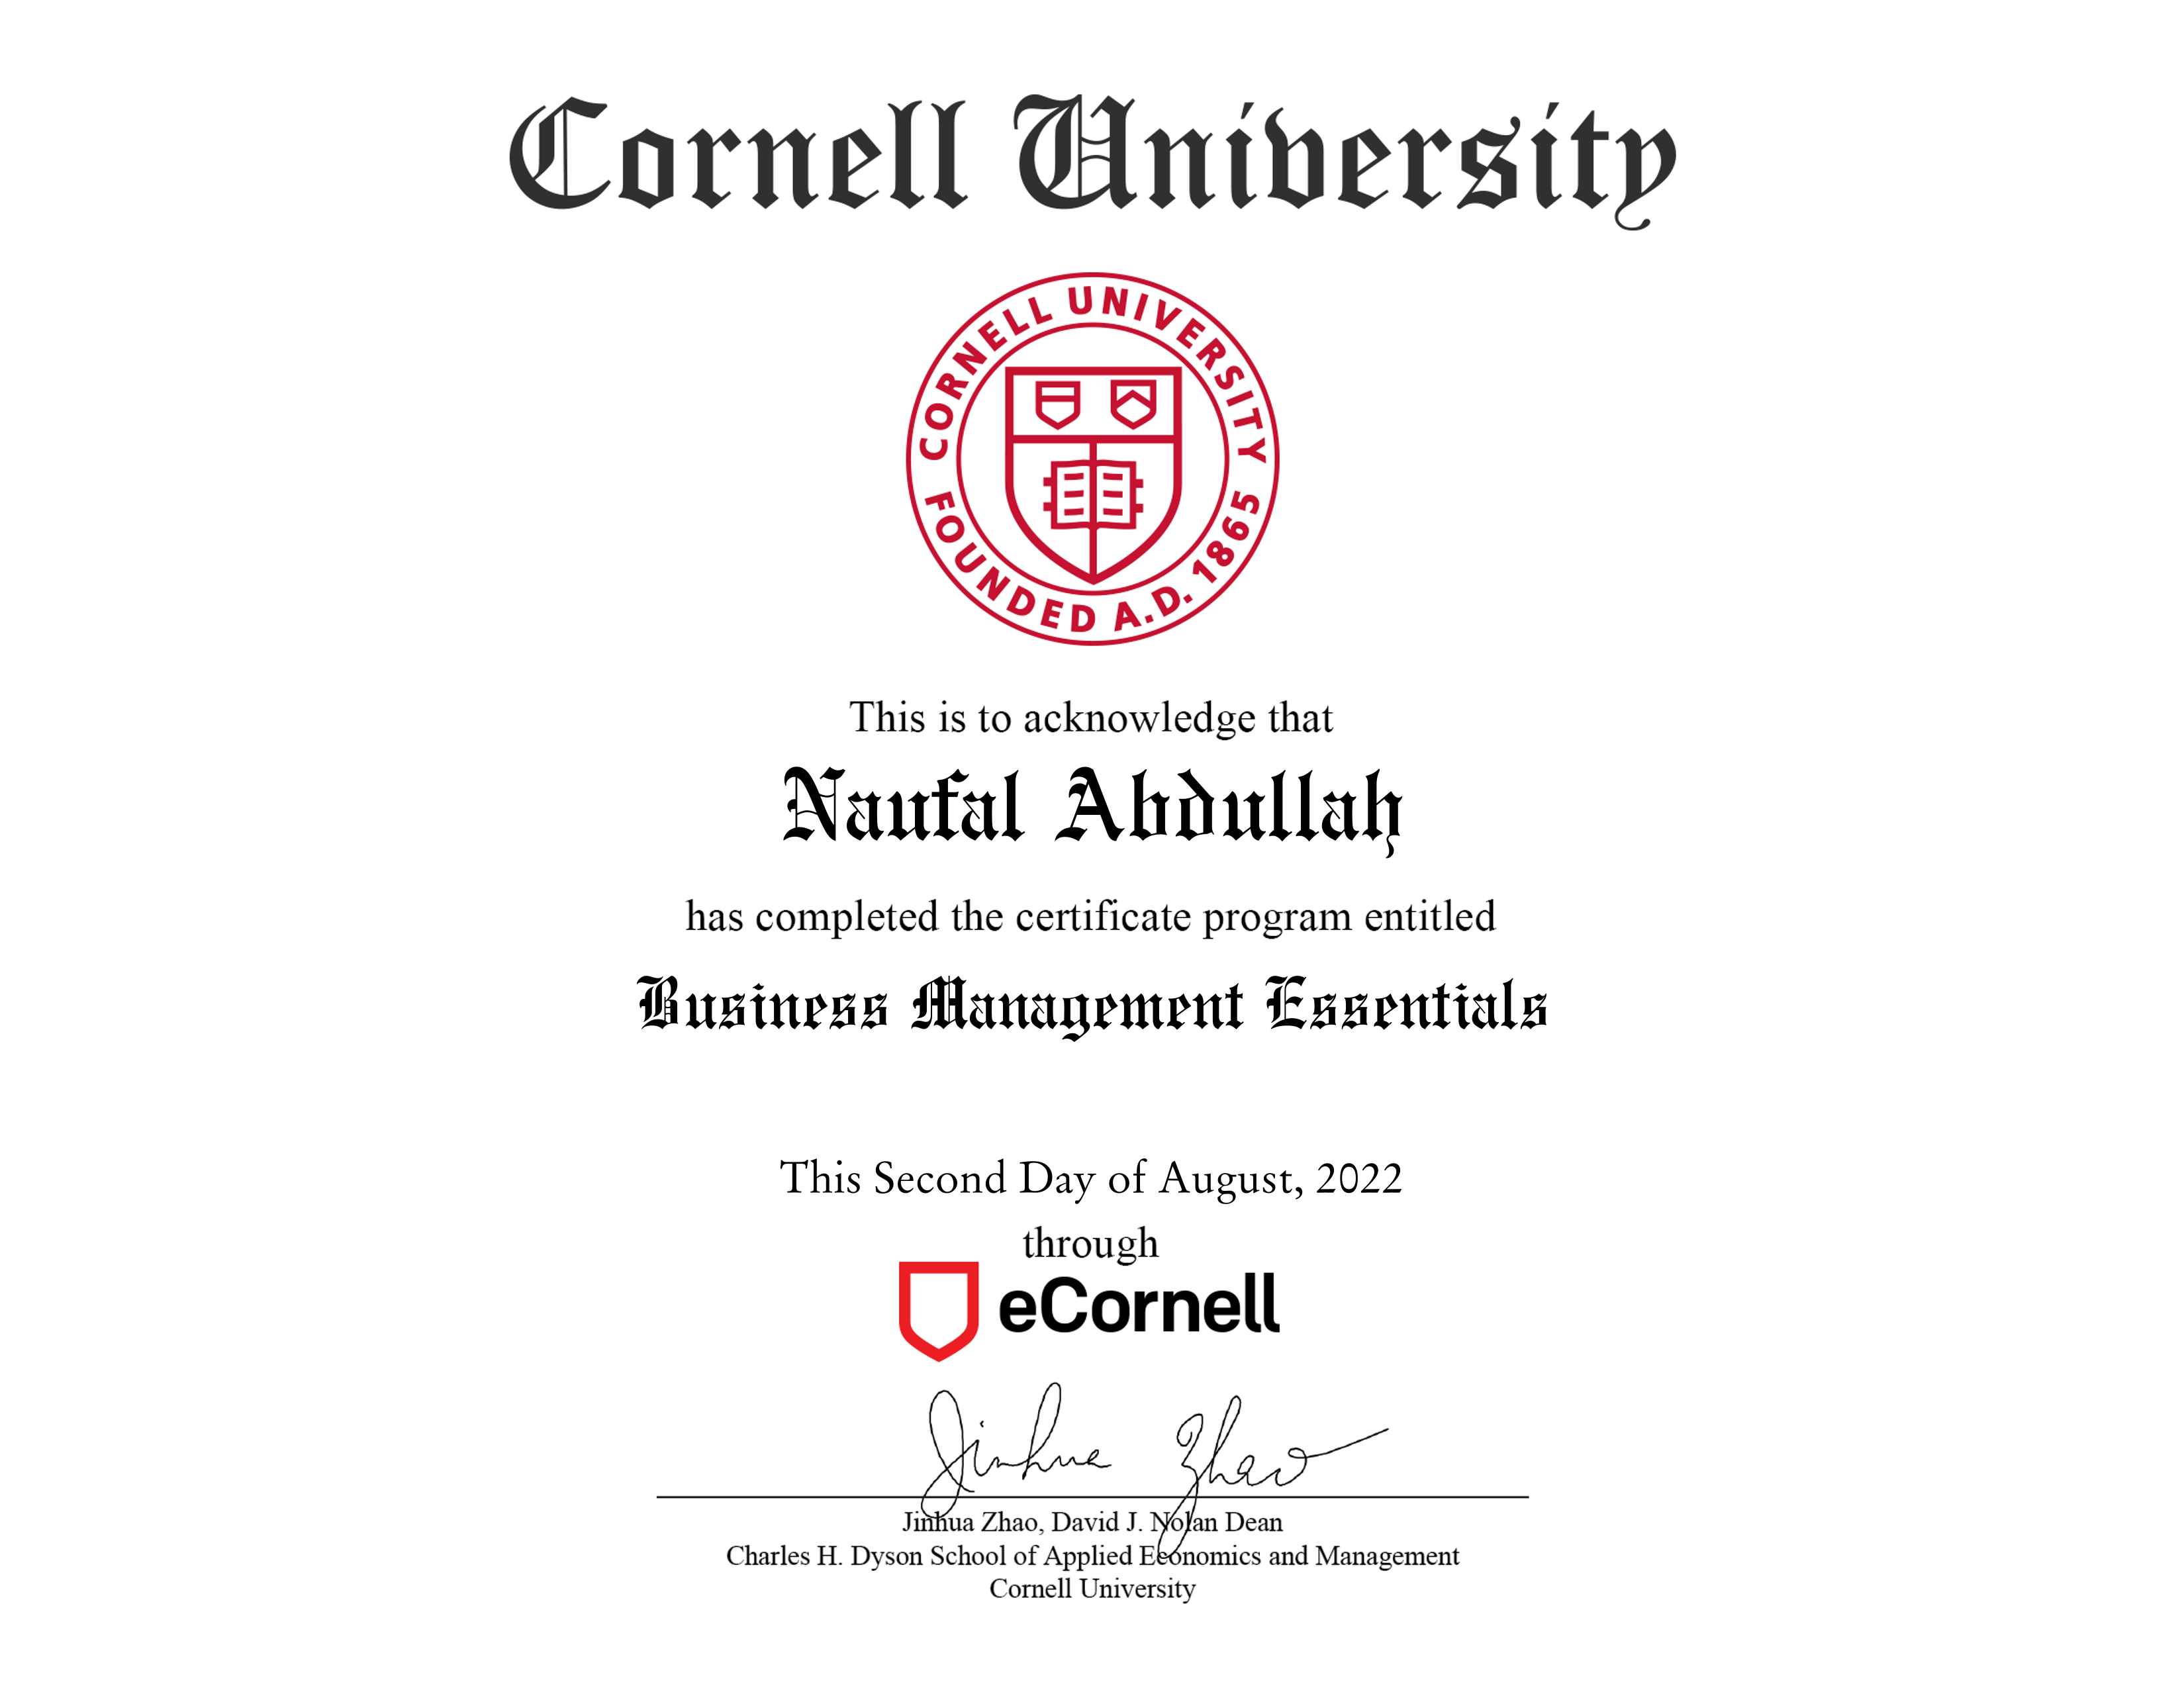 Cornell University
CORNELL UNIVERSITY
FOUNDED A.D. 1865
This is to acknowledge that
Naufal Abdullah
has completed the certificate program entitled
Business Management Essentials
This Second Day of August, 2022
through
eCornell
Jinhua Zhao
Jinhua Zhao, David J. Nolan Dean
Charles H. Dyson School of Applied Economics and Management
Cornell University